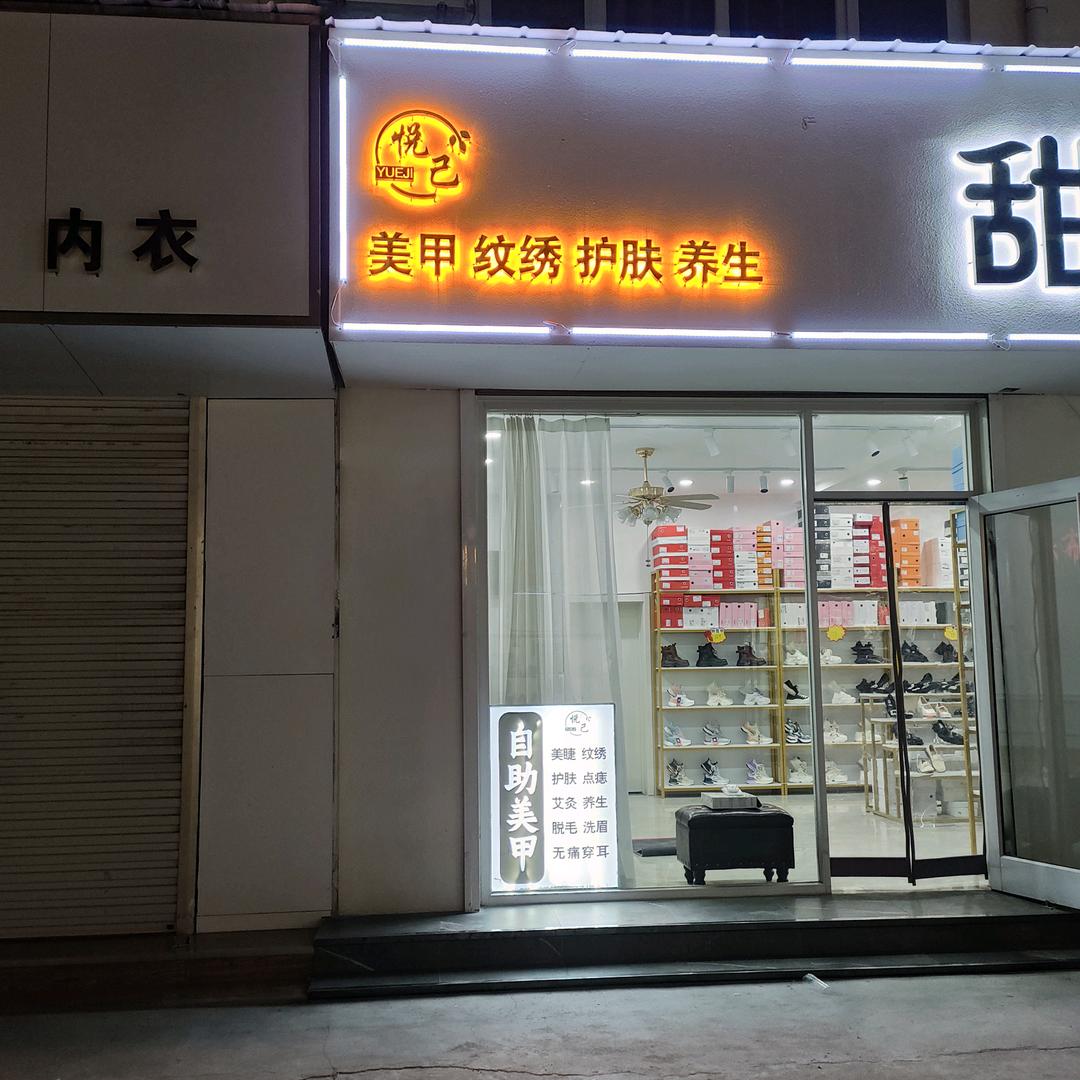 内衣
悦己
YUEJI
美甲 纹绣 护肤 养生
甜
自助美甲
悦己
美睫 纹绣
护肤 点痣
艾灸 养生
脱毛 洗眉
无痛穿耳